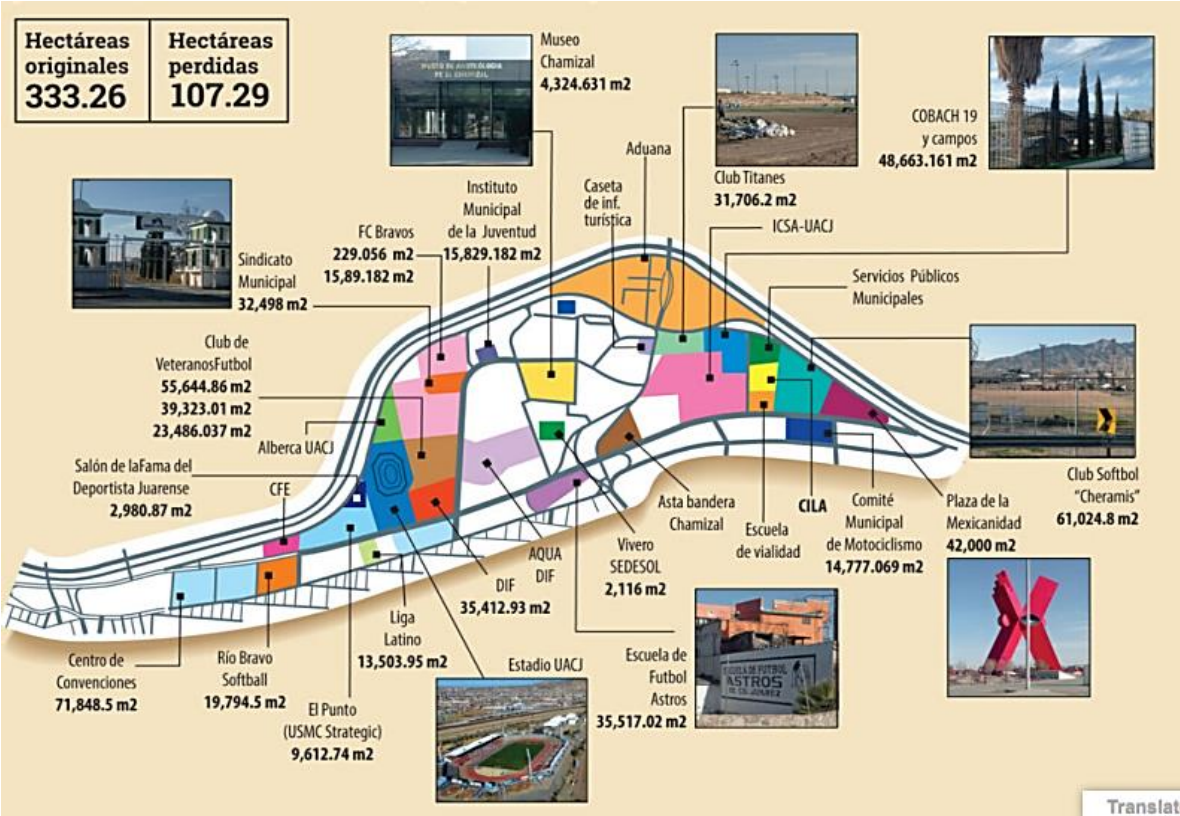 Hectáreas
originales
333.26
Hectáreas
perdidas
107.29
Museo
Chamizal
4,324.631 m2
Aduana
Club Titanes
31,706.2 m2
COBACH 19
y campos
48,663.161 m2
Sindicato
Municipal
32,498 m2
FC Bravos
229.056 m2
15,89.182 m2
Instituto
Municipal
de la Juventud
15,829.182 m2
Caseta
de inf.
turística
ICSA-UACJ
Servicios Públicos
Municipales
Club de
VeteranosFutbol
55,644.86 m2
39,323.01 m2
23,486.037 m2
Alberca UACJ
Salón de laFama del
Deportista Juarense
2,980.87 m2
CFE
Centro de
Convenciones
71,848.5 m2
Río Bravo
Softball
19,794.5 m2
El Punto
(USMC Strategic)
9,612.74 m2
Liga
Latino
13,503.95 m2
Estadio UACJ
DIF
35,412.93 m2
AQUA
DIF
Vivero
SEDESOL
2,116 m2
Escuela de
Futbol
Astros
35,517.02 m2
ESCUELA DE FUTBOL
ASTROS
DE CD. JUAREZ
Asta bandera
Chamizal
Escuela
de vialidad
CILA
Comité
Municipal
de Motociclismo
14,777.069 m2
Plaza de la
Mexicanidad
42,000 m2
Club Softbol
"Cheramis"
61,024.8 m2
Translat